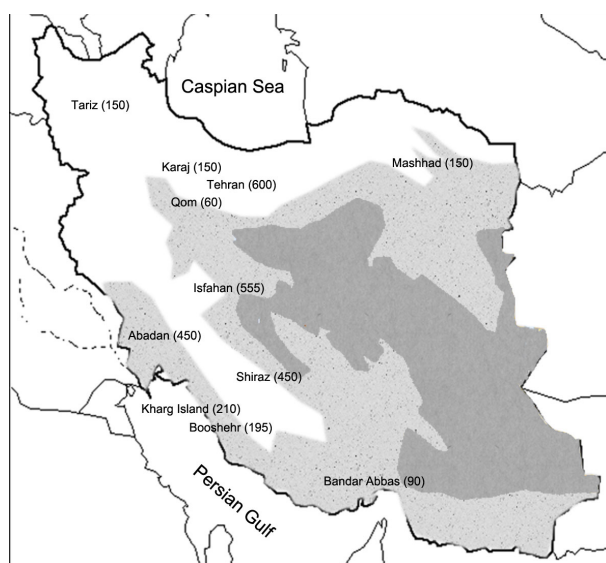 Caspian Sea
Tariz (150)
Karaj (150)
Mashhad (150)
Tehran (600)
Qom (60)
Isfahan (555)
Abadan (450)
Shiraz (450)
Kharg Island (210)
Booshehr (195)
Bandar Abbas (90)
Persian Gulf